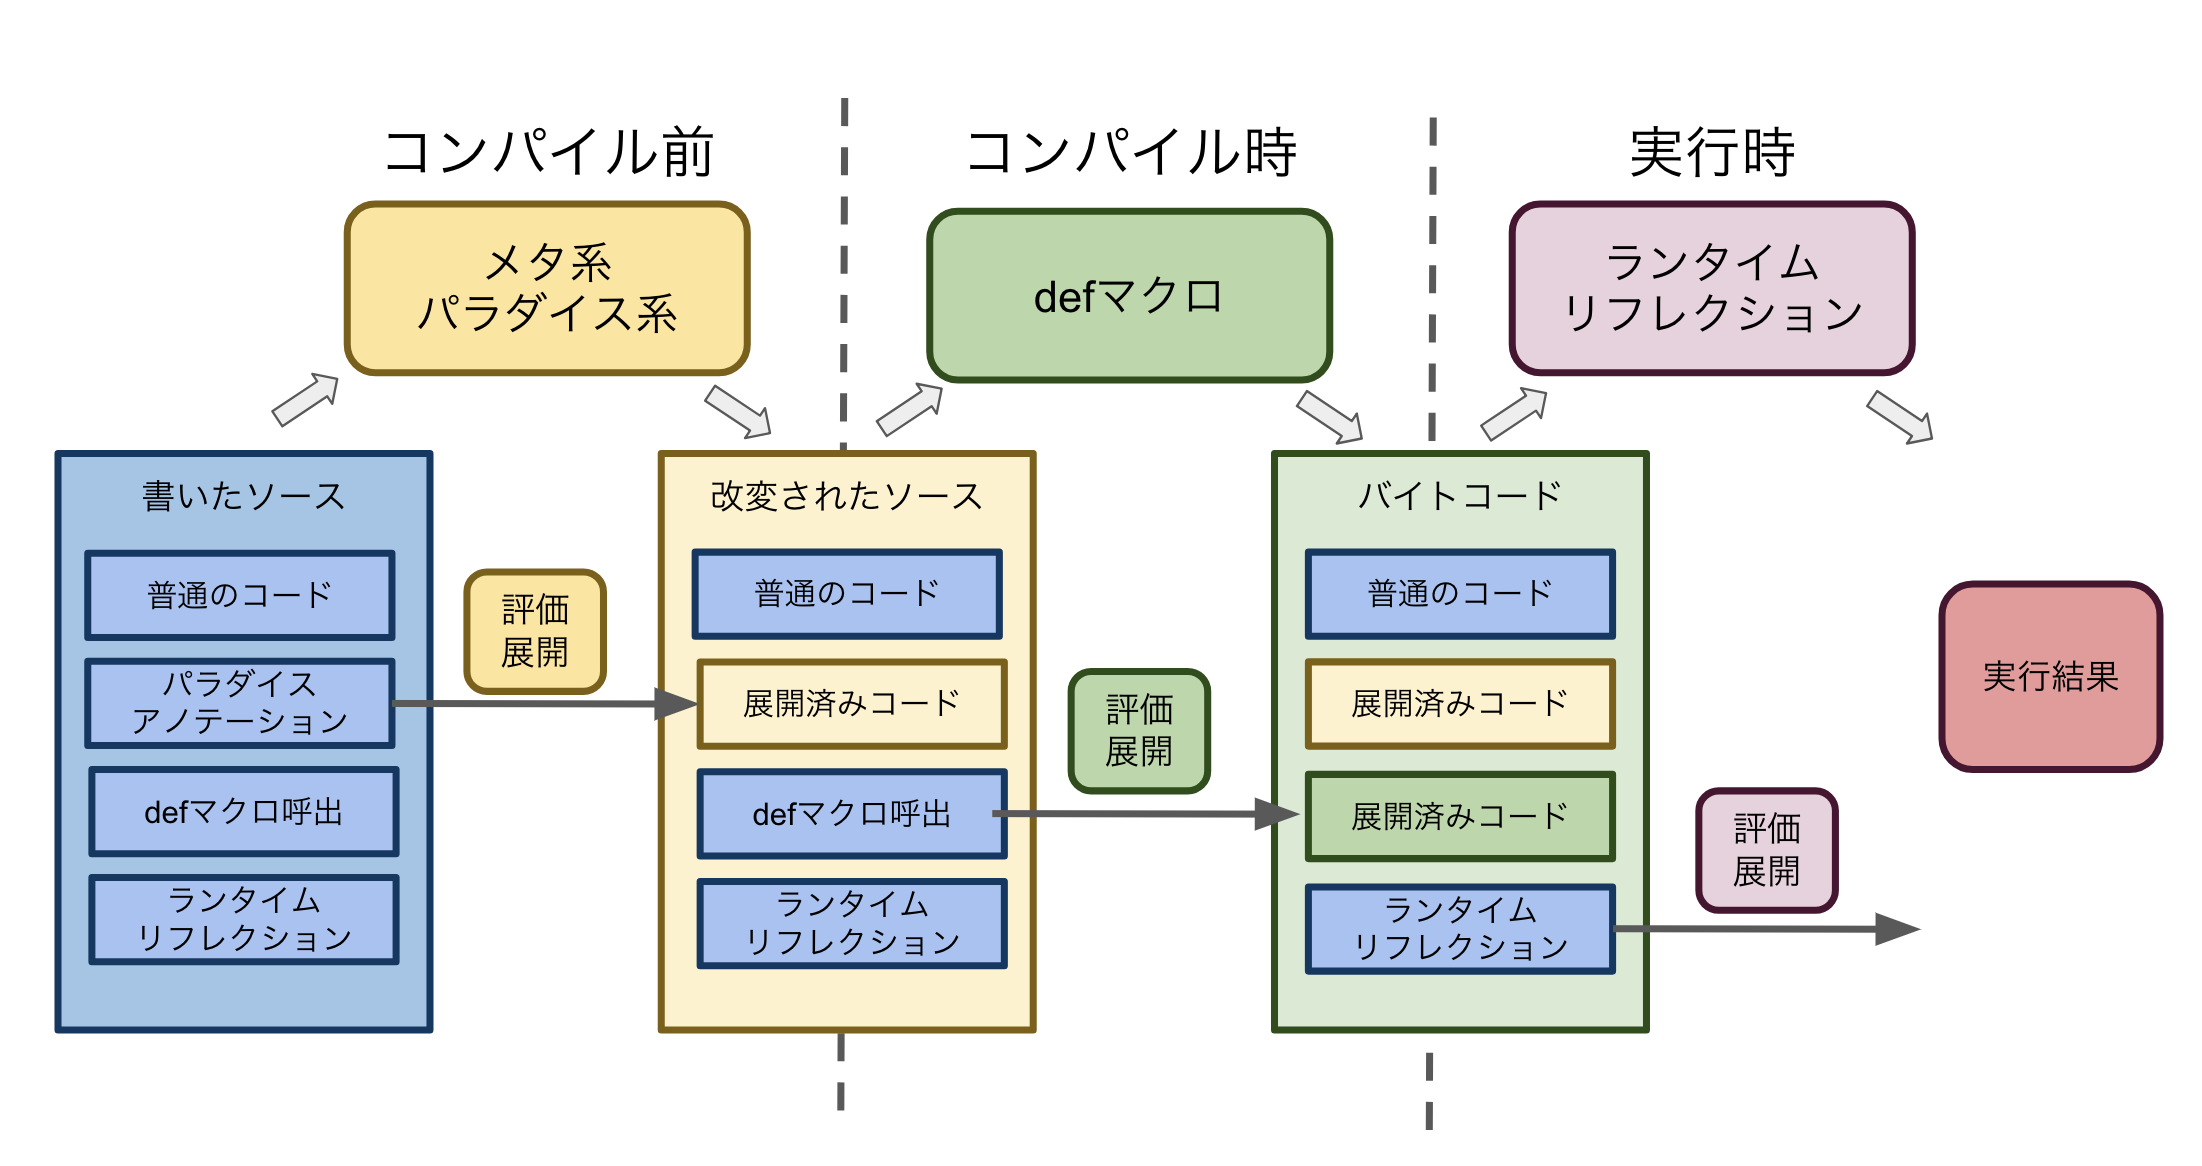 コンパイル前
コンパイル時
実行時
メタ系
パラダイス系
defマクロ
ランタイム
リフレクション
書いたソース
普通のコード
パラダイス
アノテーション
defマクロ呼出
ランタイム
リフレクション
評価
展開
改変されたソース
普通のコード
展開済みコード
defマクロ呼出
ランタイム
リフレクション
評価
展開
バイトコード
普通のコード
展開済みコード
展開済みコード
ランタイム
リフレクション
評価
展開
実行結果